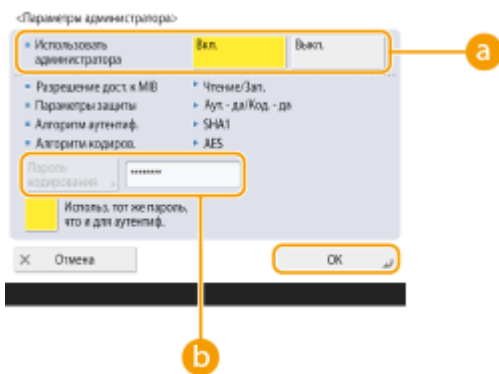 <Параметры администратора>
Использовать администратора
Вкл.
Выкл.
a
Разрешение дост. к MIB
Чтение/Зап.
Параметры защиты
Аут. - да/Код. - да
Алгоритм аутентиф.
SHA1
Алгоритм кодиров.
AES
Пароль кодирования
********
Использ. тот же пароль,
что и для аутентиф.
Отмена
OK
b